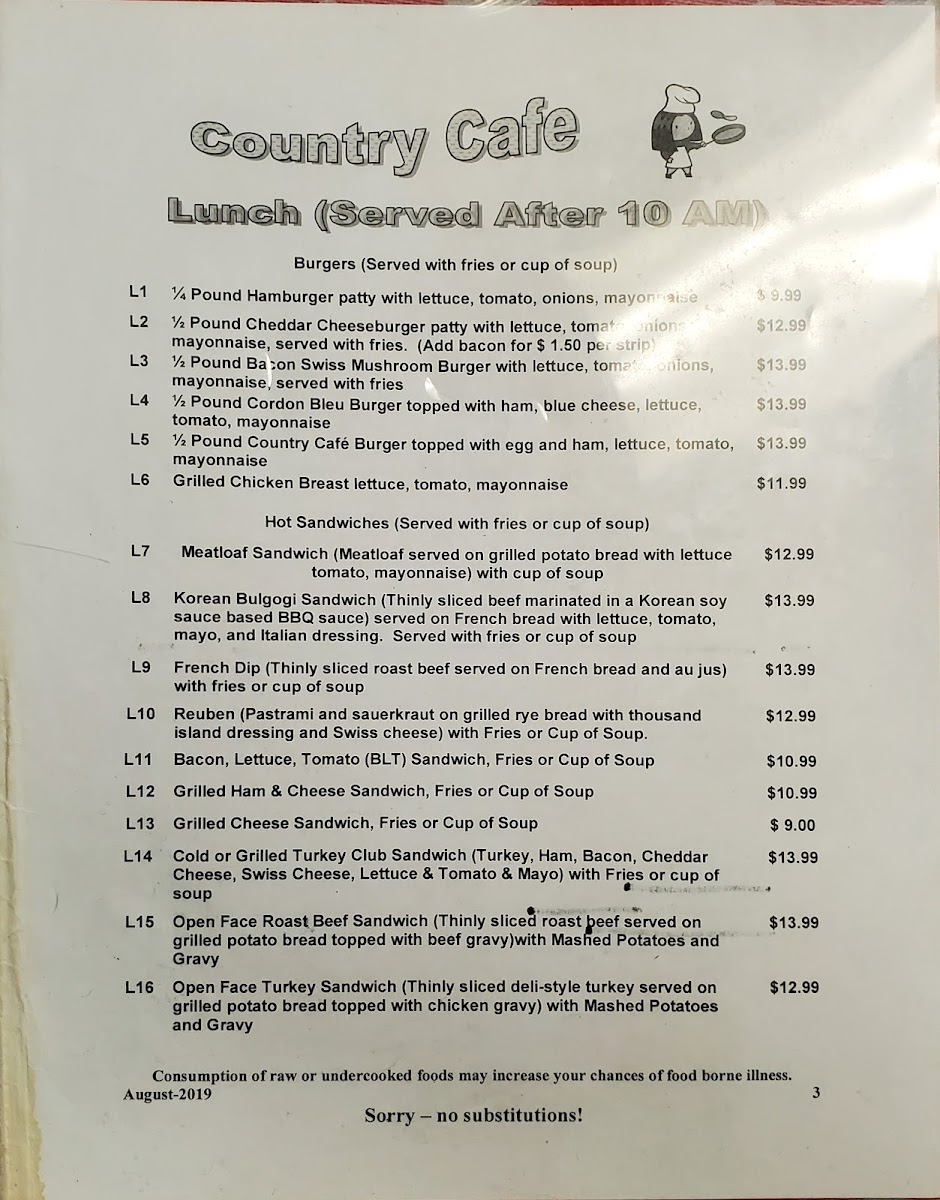 Country Cafe
Lunch (Served After 10 AM)
Burgers (Served with fries or cup of soup)
L1 ¼ Pound Hamburger patty with lettuce, tomato, onions, mayonnaise $ 9.99
L2 ½ Pound Cheddar Cheeseburger patty with lettuce, tomato, onions $12.99
mayonnaise, served with fries. (Add bacon for $ 1.50 per strip)
L3 ½ Pound Bacon Swiss Mushroom Burger with lettuce, tomato, onions, $13.99
mayonnaise, served with fries
L4 ½ Pound Cordon Bleu Burger topped with ham, blue cheese, lettuce, $13.99
tomato, mayonnaise
L5 ½ Pound Country Café Burger topped with egg and ham, lettuce, tomato, $13.99
mayonnaise
L6 Grilled Chicken Breast lettuce, tomato, mayonnaise $11.99
Hot Sandwiches (Served with fries or cup of soup)
L7 Meatloaf Sandwich (Meatloaf served on grilled potato bread with lettuce $12.99
tomato, mayonnaise) with cup of soup
L8 Korean Bulgogi Sandwich (Thinly sliced beef marinated in a Korean soy $13.99
sauce based BBQ sauce) served on French bread with lettuce, tomato,
mayo, and Italian dressing. Served with fries or cup of soup
L9 French Dip (Thinly sliced roast beef served on French bread and au jus) $13.99
with fries or cup of soup
L10 Reuben (Pastrami and sauerkraut on grilled rye bread with thousand $12.99
island dressing and Swiss cheese) with Fries or Cup of Soup.
L11 Bacon, Lettuce, Tomato (BLT) Sandwich, Fries or Cup of Soup $10.99
L12 Grilled Ham & Cheese Sandwich, Fries or Cup of Soup $10.99
L13 Grilled Cheese Sandwich, Fries or Cup of Soup $ 9.00
L14 Cold or Grilled Turkey Club Sandwich (Turkey, Ham, Bacon, Cheddar $13.99
Cheese, Swiss Cheese, Lettuce & Tomato & Mayo) with Fries or cup of
soup
L15 Open Face Roast Beef Sandwich (Thinly sliced roast beef served on $13.99
grilled potato bread topped with beef gravy)with Mashed Potatoes and
Gravy
L16 Open Face Turkey Sandwich (Thinly sliced deli-style turkey served on $12.99
grilled potato bread topped with chicken gravy) with Mashed Potatoes
and Gravy
Consumption of raw or undercooked foods may increase your chances of food borne illness.
August-2019 3
Sorry – no substitutions!